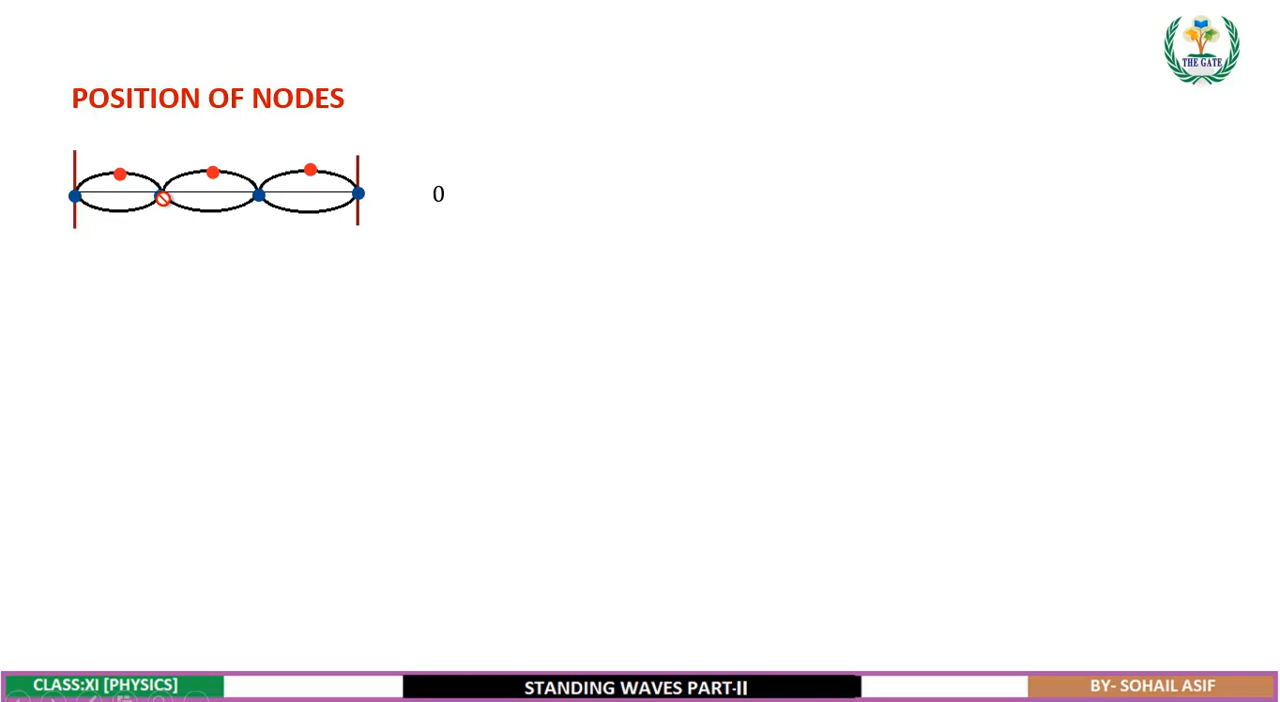 THE GATE
POSITION OF NODES
0
CLASS:XI [PHYSICS]
STANDING WAVES PART-II
BY- SOHAIL ASIF